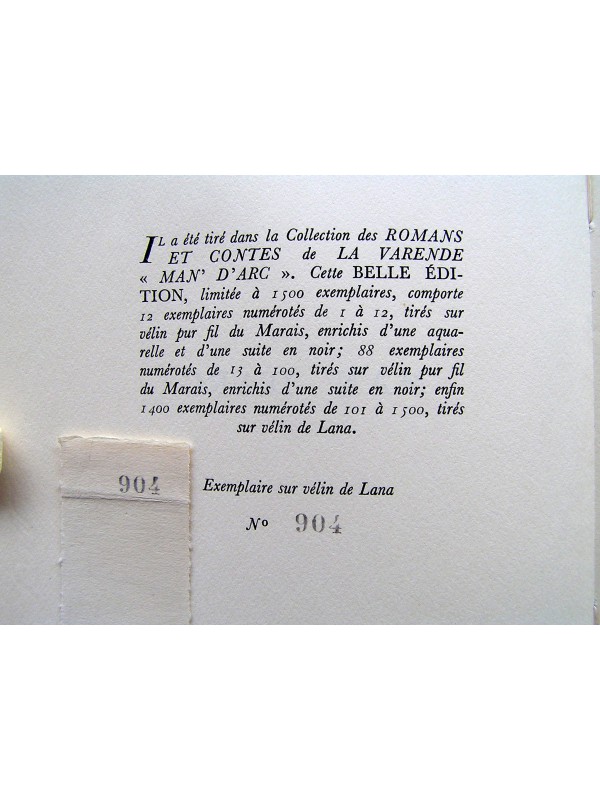 IL a été tiré dans la Collection des ROMANS
ET CONTES de LA VARENDE
« MAN' D'ARC ». Cette BELLE ÉDI-
TION, limitée à 1500 exemplaires, comporte
12 exemplaires numérotés de 1 à 12, tirés sur
vélin pur fil du Marais, enrichis d'une aqua-
relle et d'une suite en noir; 88 exemplaires
numérotés de 13 à 100, tirés sur vélin pur fil
du Marais, enrichis d'une suite en noir; enfin
1400 exemplaires numérotés de 101 à 1500, tirés
sur vélin de Lana.
904
Exemplaire sur vélin de Lana
No 904